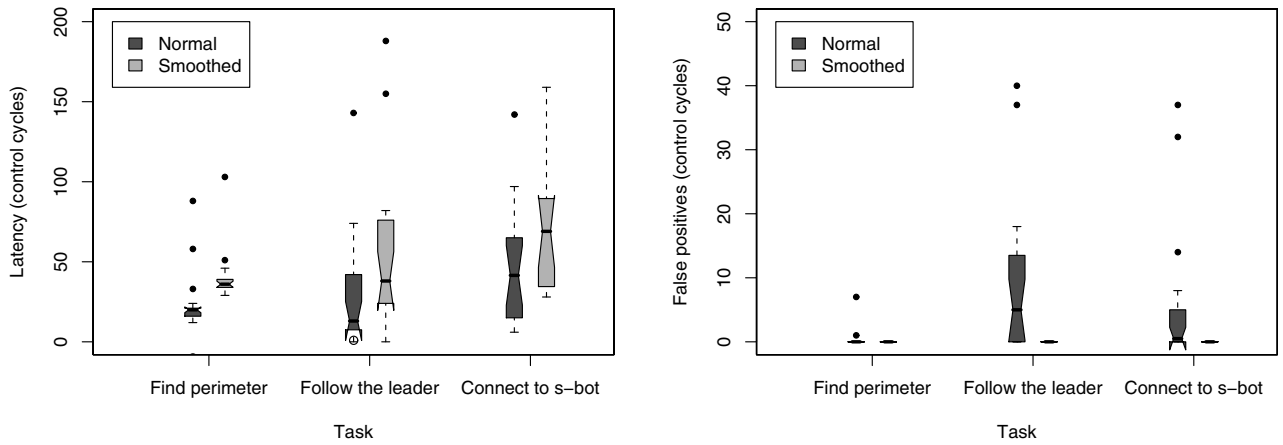 Latency (control cycles)
200
150
100
50
0
Normal
Smoothed
Find perimeter
Follow the leader
Connect to s−bot
Task
False positives (control cycles)
50
40
30
20
10
0
Normal
Smoothed
Find perimeter
Follow the leader
Connect to s−bot
Task